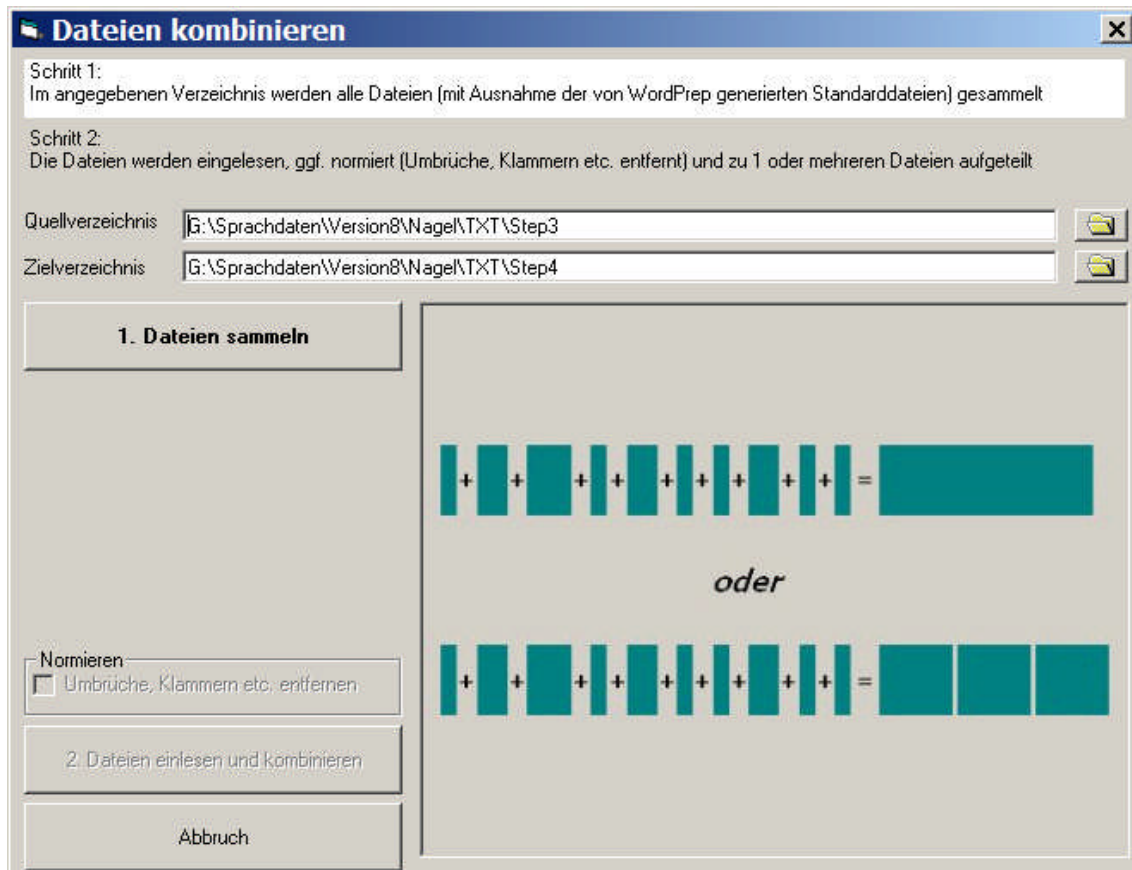 Dateien kombinieren
Schritt 1:
Im angegebenen Verzeichnis werden alle Dateien (mit Ausnahme der von WordPrep generierten Standarddateien) gesammelt
Schritt 2:
Die Dateien werden eingelesen, ggf. normiert (Umbrüche, Klammern etc. entfernt) und zu 1 oder mehreren Dateien aufgeteilt
Quellverzeichnis G:\Sprachdaten\Version8\Nagel\TXT\Step3
Zielverzeichnis G:\Sprachdaten\Version8\Nagel\TXT\Step4
1. Dateien sammeln
+ + + + + + + + + + =
oder
+ + + + + + + + + + =
Normieren
Umbrüche, Klammern etc. entfernen
2. Dateien einlesen und kombinieren
Abbruch